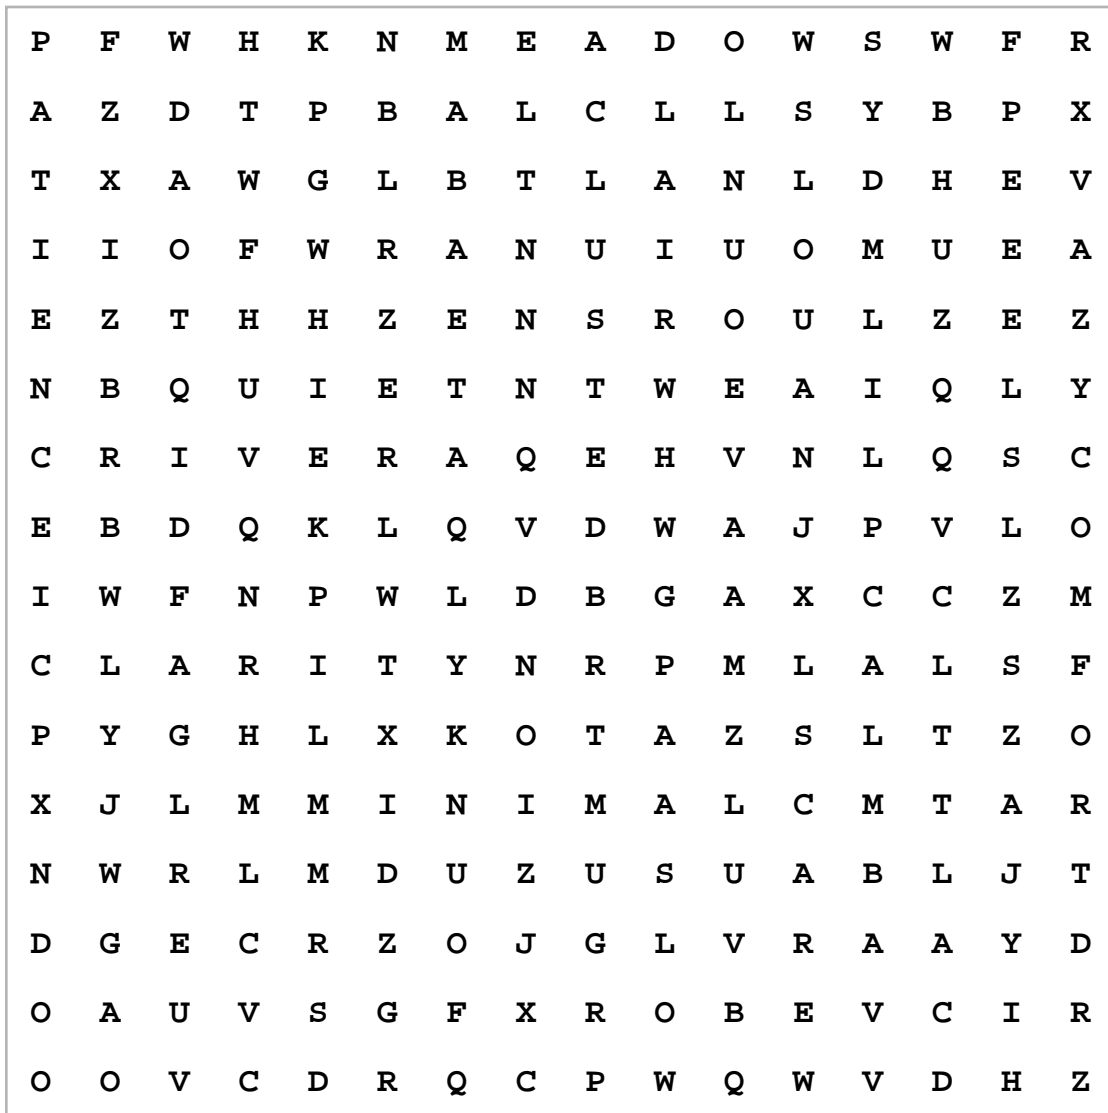 P F W H K N M E A D O W S W F R
A Z D T P B A L C L L S Y B P X
T X A W G L B T L A N L D H E V
I I O F W R A N U I U O M U E A
E Z T H H Z E N S R O U L Z E Z
N B Q U I E T N T W E A I Q L Y
C R I V E R A Q E H V N L Q S C
E B D Q K L Q V D W A J P V L O
I W F N P W L D B G A X C C Z M
C L A R I T Y N R P M L A L S F
P Y G H L X K O T A Z S L T Z O
X J L M M I N I M A L C M T A R
N W R L M D U Z U S U A B L J T
D G E C R Z O J G L V R A A Y D
O A U V S G F X R O B E V C I R
O O V C D R Q C P W Q W V D H Z